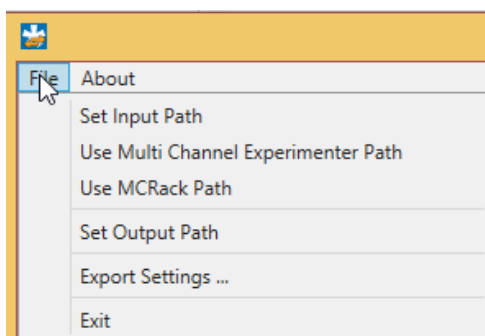 File About
Set Input Path
Use Multi Channel Experimenter Path
Use MCRack Path
Set Output Path
Export Settings ...
Exit